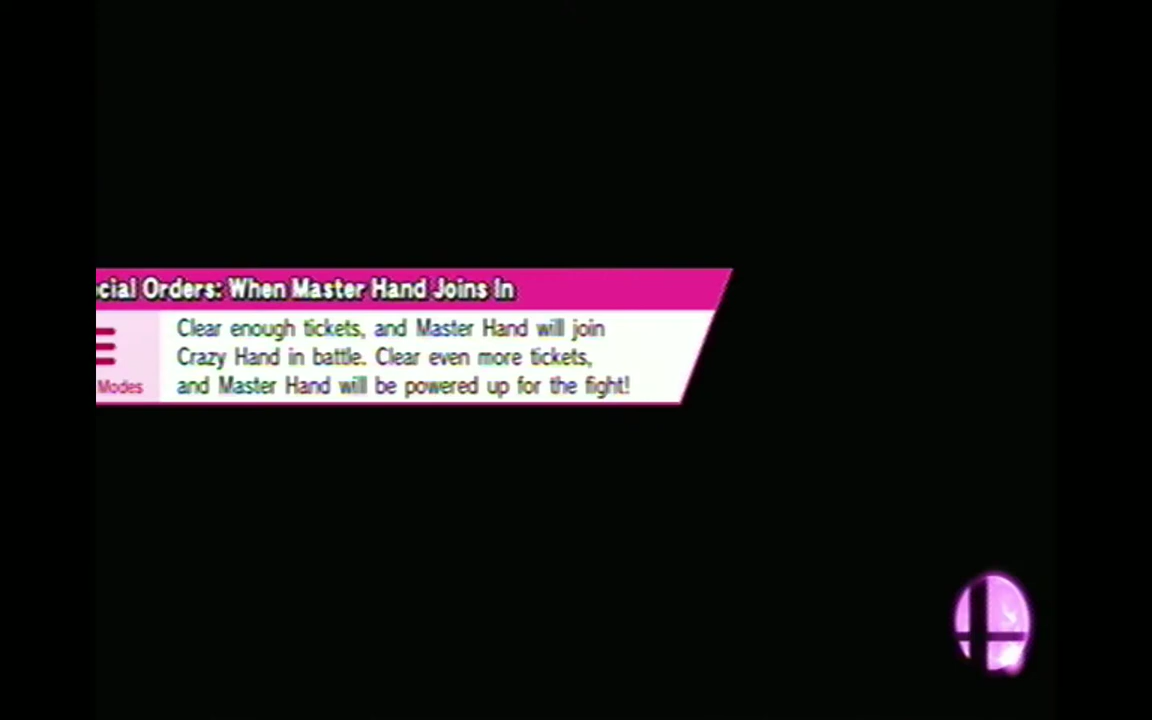 cial Orders: When Master Hand Joins In
Clear enough tickets, and Master Hand will join
Crazy Hand in battle. Clear even more tickets,
and Master Hand will be powered up for the fight!
Modes